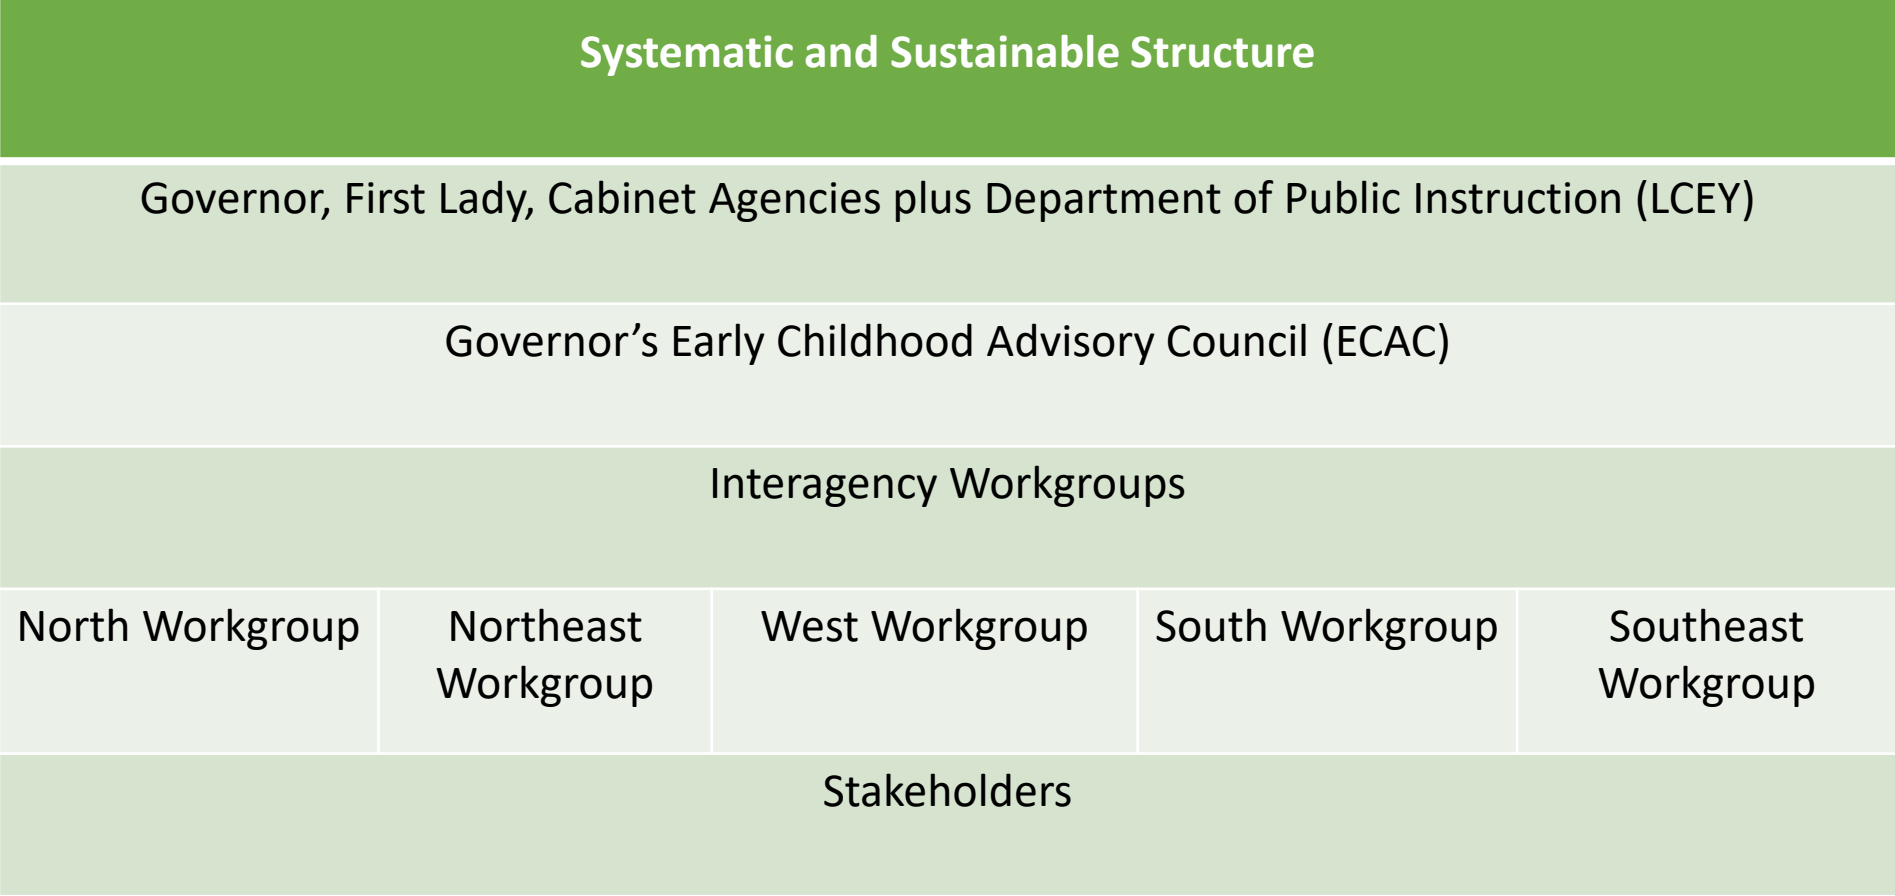 Systematic and Sustainable Structure
Governor, First Lady, Cabinet Agencies plus Department of Public Instruction (LCEY)
Governor’s Early Childhood Advisory Council (ECAC)
Interagency Workgroups
North Workgroup
Northeast
Workgroup
West Workgroup
South Workgroup
Southeast
Workgroup
Stakeholders